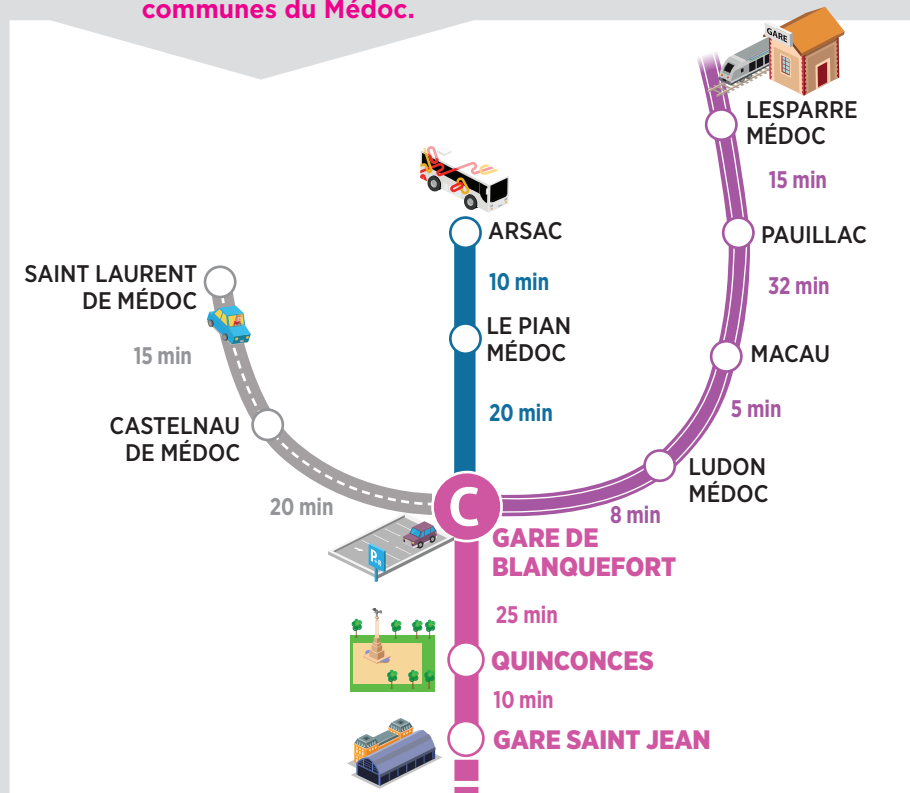 communes du Médoc.
GARE
LESPARRE
MÉDOC
15 min
PAUILLAC
32 min
MACAU
5 min
LUDON
MÉDOC
8 min
ARSAC
10 min
LE PIAN
MÉDOC
20 min
SAINT LAURENT
DE MÉDOC
15 min
CASTELNAU
DE MÉDOC
20 min
C
P+R
GARE DE
BLANQUEFORT
25 min
QUINCONCES
10 min
GARE SAINT JEAN